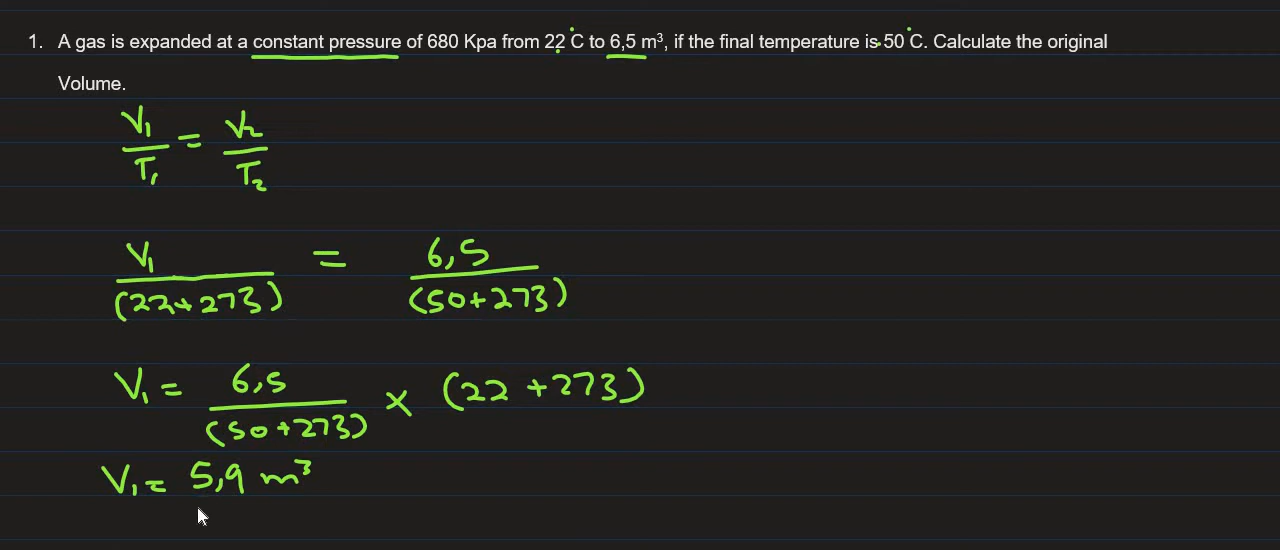 1. A gas is expanded at a constant pressure of 680 Kpa from 22 °C to 6,5 m³, if the final temperature is 50 °C. Calculate the original
Volume.
V₁/T₁ = V₂/T₂
V₁/(22+273) = 6,5/(50+273)
V₁ = 6,5/(50+273) × (22+273)
V₁ = 5,9 m³